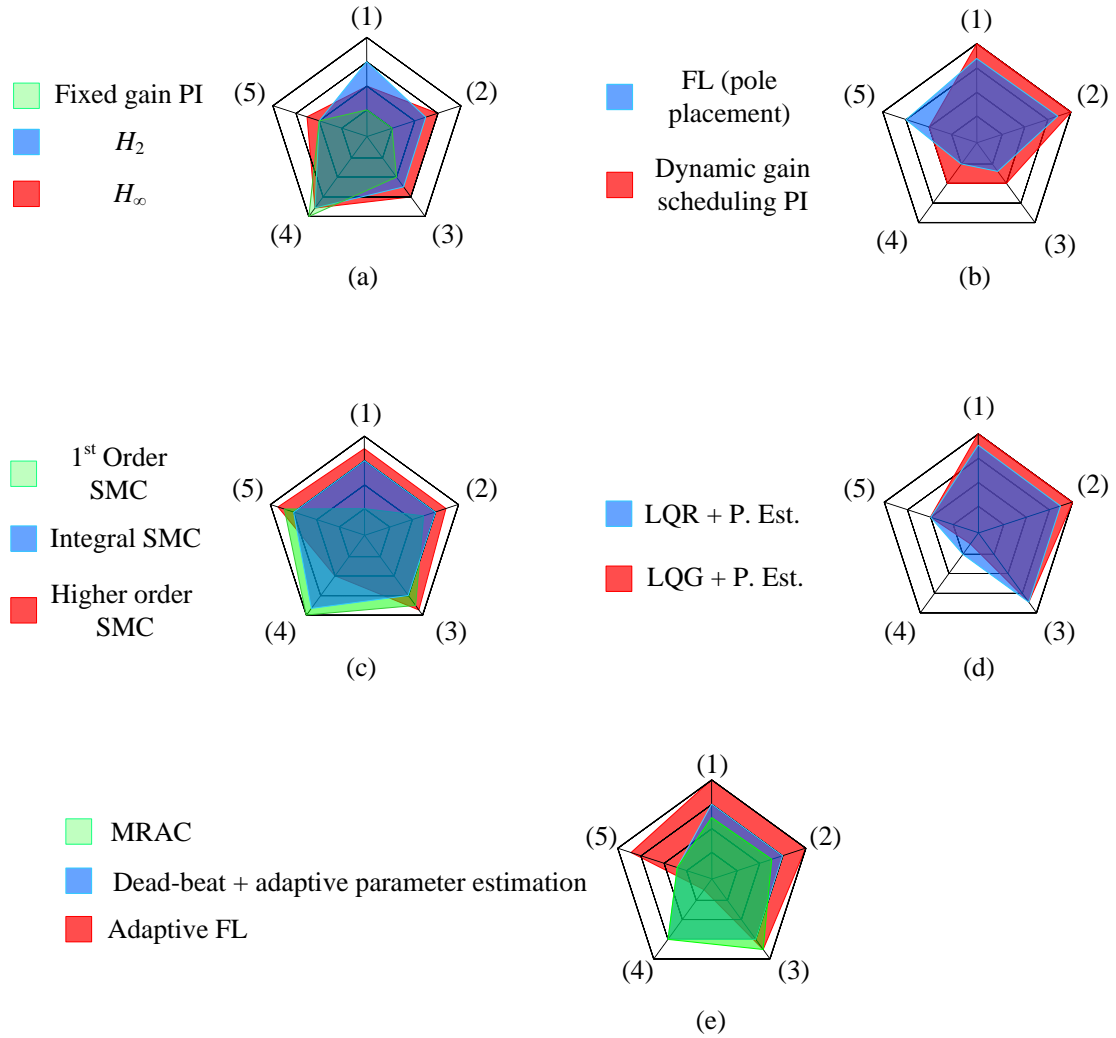 (1)
Fixed gain PI
H2
H∞
(5)
(2)
(4)
(3)
(a)
(1)
FL (pole
placement)
Dynamic gain
scheduling PI
(5)
(2)
(4)
(3)
(b)
(1)
1st Order
SMC
Integral SMC
Higher order
SMC
(5)
(2)
(4)
(3)
(c)
(1)
LQR + P. Est.
LQG + P. Est.
(5)
(2)
(4)
(3)
(d)
(1)
MRAC
Dead-beat + adaptive parameter estimation
Adaptive FL
(5)
(2)
(4)
(3)
(e)